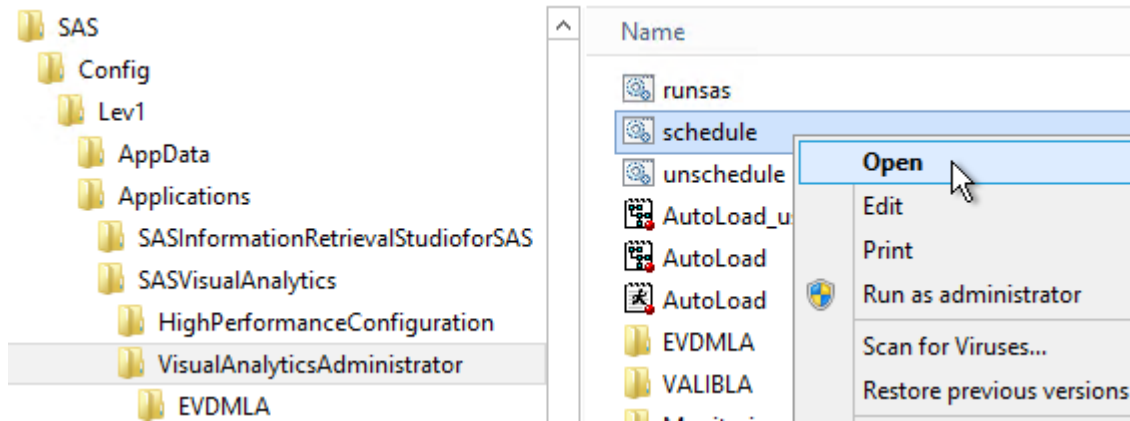 SAS
Config
Lev1
AppData
Applications
SASInformationRetrievalStudioforSAS
SASVisualAnalytics
HighPerformanceConfiguration
VisualAnalyticsAdministrator
EVDMLA
Name
runsas
schedule
unschedule
AutoLoad_u
AutoLoad
AutoLoad
EVDMLA
VALIBLA
Open
Edit
Print
Run as administrator
Scan for Viruses...
Restore previous versions